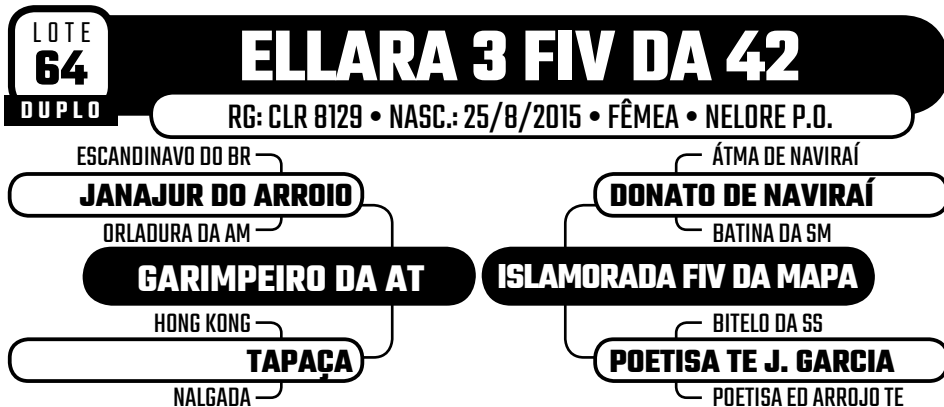 LOTE
64
DUPLO
ELLARA 3 FIV DA 42
RG: CLR 8129 • NASC.: 25/8/2015 • FÊMEA • NELORE P.O.
ESCANDINAVO DO BR
JANAJUR DO ARROIO
ORLADURA DA AM
GARIMPEIRO DA AT
HONG KONG
TAPAÇA
NALGADA
ÁTMA DE NAVIRAÍ
DONATO DE NAVIRAÍ
BATINA DA SM
ISLAMORADA FIV DA MAPA
BITELO DA SS
POETISA TE J. GARCIA
POETISA ED ARROJO TE